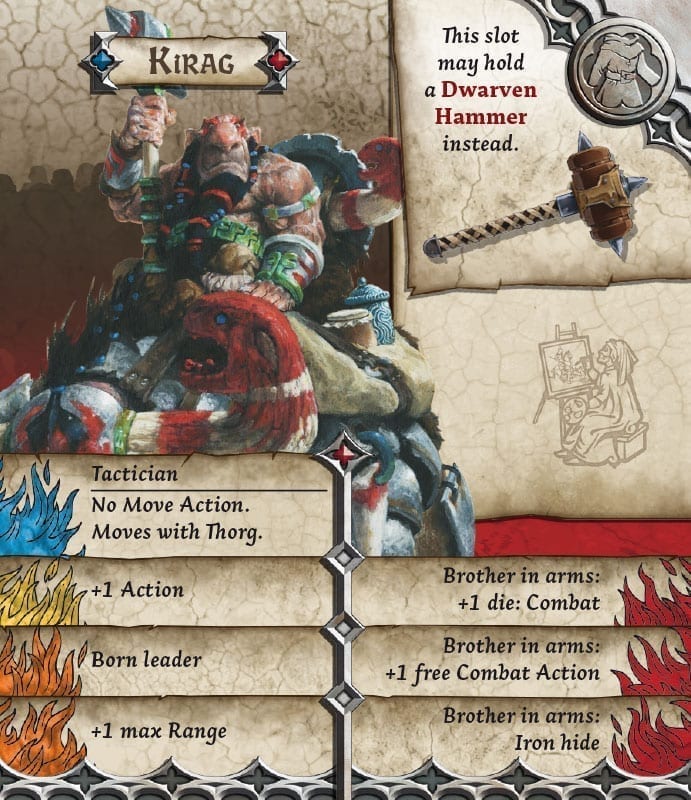 Kirag
This slot
may hold
a Dwarven
Hammer
instead.
Tactician
No Move Action.
Moves with Thorg.
+1 Action
Born leader
+1 max Range
Brother in arms:
+1 die: Combat
Brother in arms:
+1 free Combat Action
Brother in arms:
Iron hide